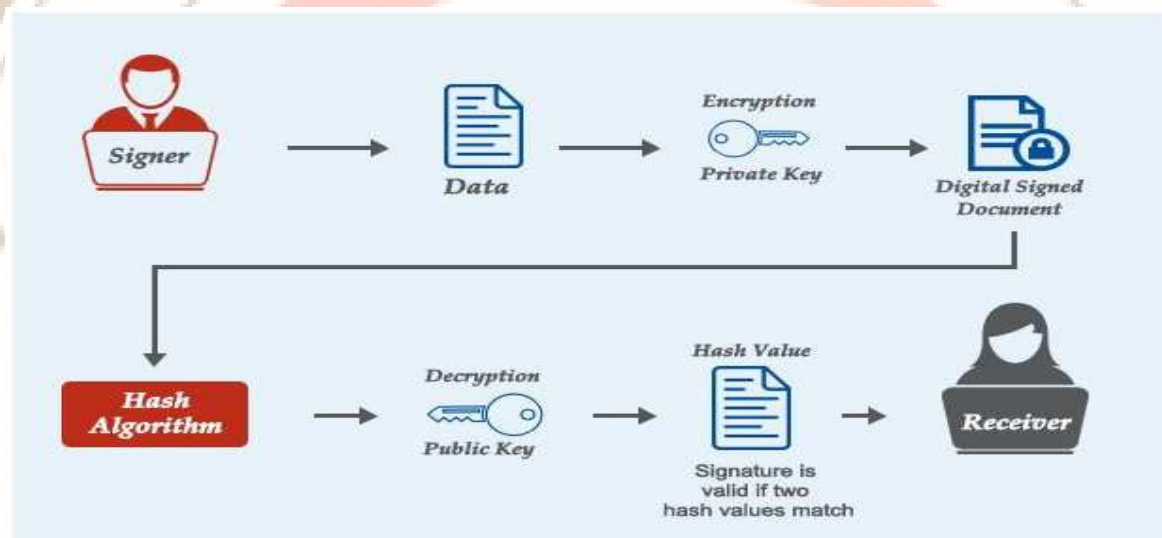 Signer
Data
Encryption
Private Key
Digital Signed
Document
Hash
Algorithm
Decryption
Public Key
Hash Value
Signature is
valid if two
hash values match
Receiver